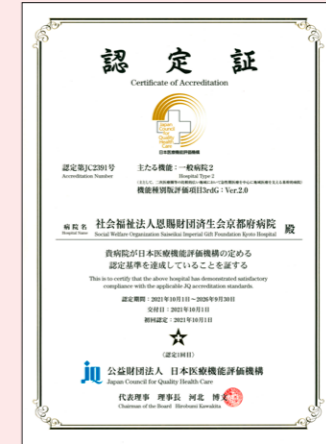 認定証
Certificate of Accreditation
Japan
Council for
Quality
Health
Care
日本医療機能評価機構
認定第JC2391号
Accreditation Number
主たる機能：一般病院2
Hospital Type 2
機能種別版評価項目3rdG：Ver.2.0
病院名
Hospital Name
社会福祉法人恩賜財団済生会京都府病院 殿
Social Welfare Organization Saiseikai Imperial Gift Foundation Kyoto Hospital
貴病院が日本医療機能評価機構の定める
認定基準を達成していることを証する
This is to certify that the above hospital has demonstrated satisfactory
compliance with the applicable JQ accreditation standards.
認定期間：2021年10月1日～2026年9月30日
交付日：2021年10月1日
初回認定：2021年10月1日
(認定1回目)
jq 公益財団法人 日本医療機能評価機構
Japan Council for Quality Health Care
代表理事 理事長 河北 博文
Chairman of the Board Hirobumi Kawakita